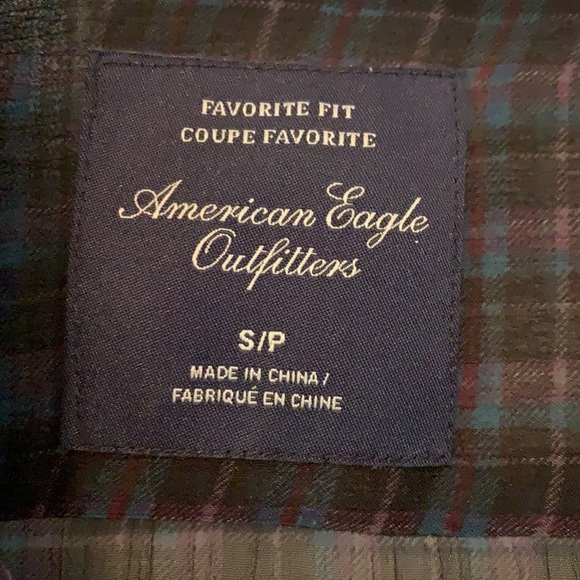 FAVORITE FIT
COUPE FAVORITE
American Eagle
Outfitters
S/P
MADE IN CHINA/
FABRIQUÉ EN CHINE